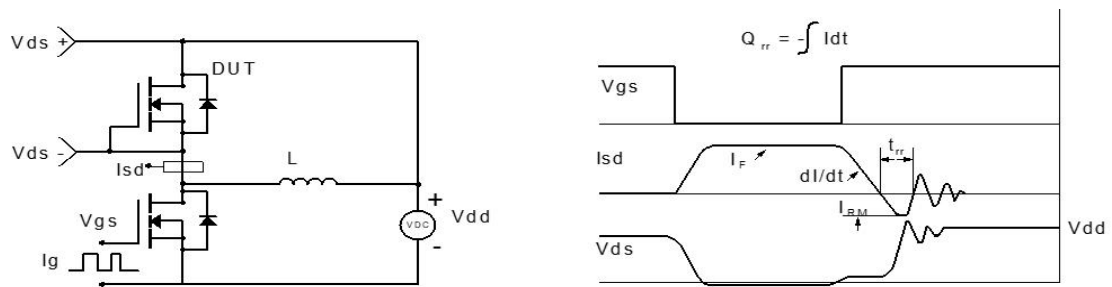 Vds +
DUT
Vds -
Isd
L
Vgs
+
VDC
Vdd
-
Ig
Q rr = -∫ Idt
Vgs
Isd
I F
dI/dt
t rr
I RM
Vds
Vdd